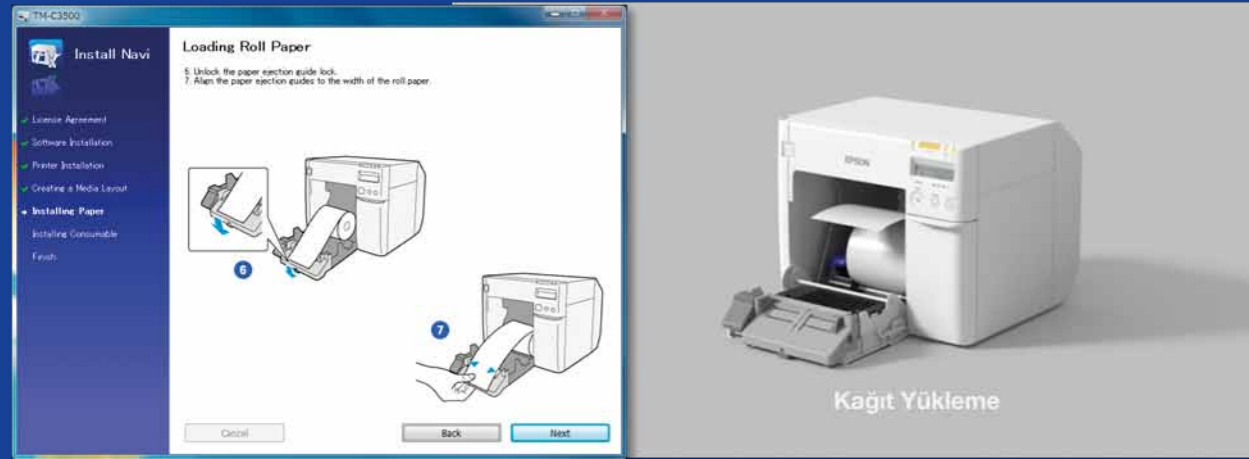 TM-C3500
Install Navi
License Agreement
Software Installation
Printer Installation
Creating a Media Layout
Installing Paper
Installing Consumable
Finish
Loading Roll Paper
6. Unlock the paper ejection guide lock.
7. Align the paper ejection guides to the width of the roll paper.
6
7
Cancel
Back
Next
EPSON
Kağıt Yükleme